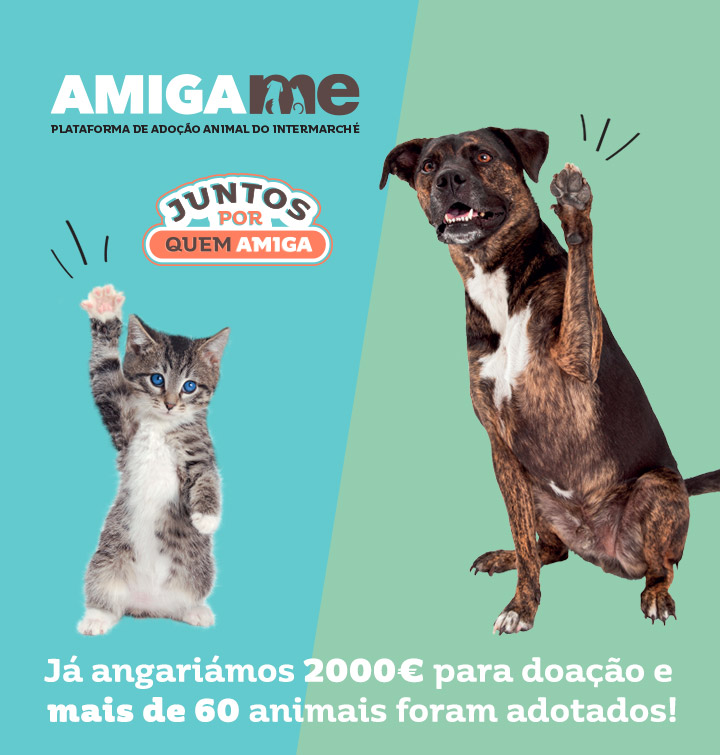 AMIGAme
PLATAFORMA DE ADOÇÃO ANIMAL DO INTERMARCHÉ
JUNTOS
POR
QUEM AMIGA
Já angariámos 2000€ para doação e
mais de 60 animais foram adotados!